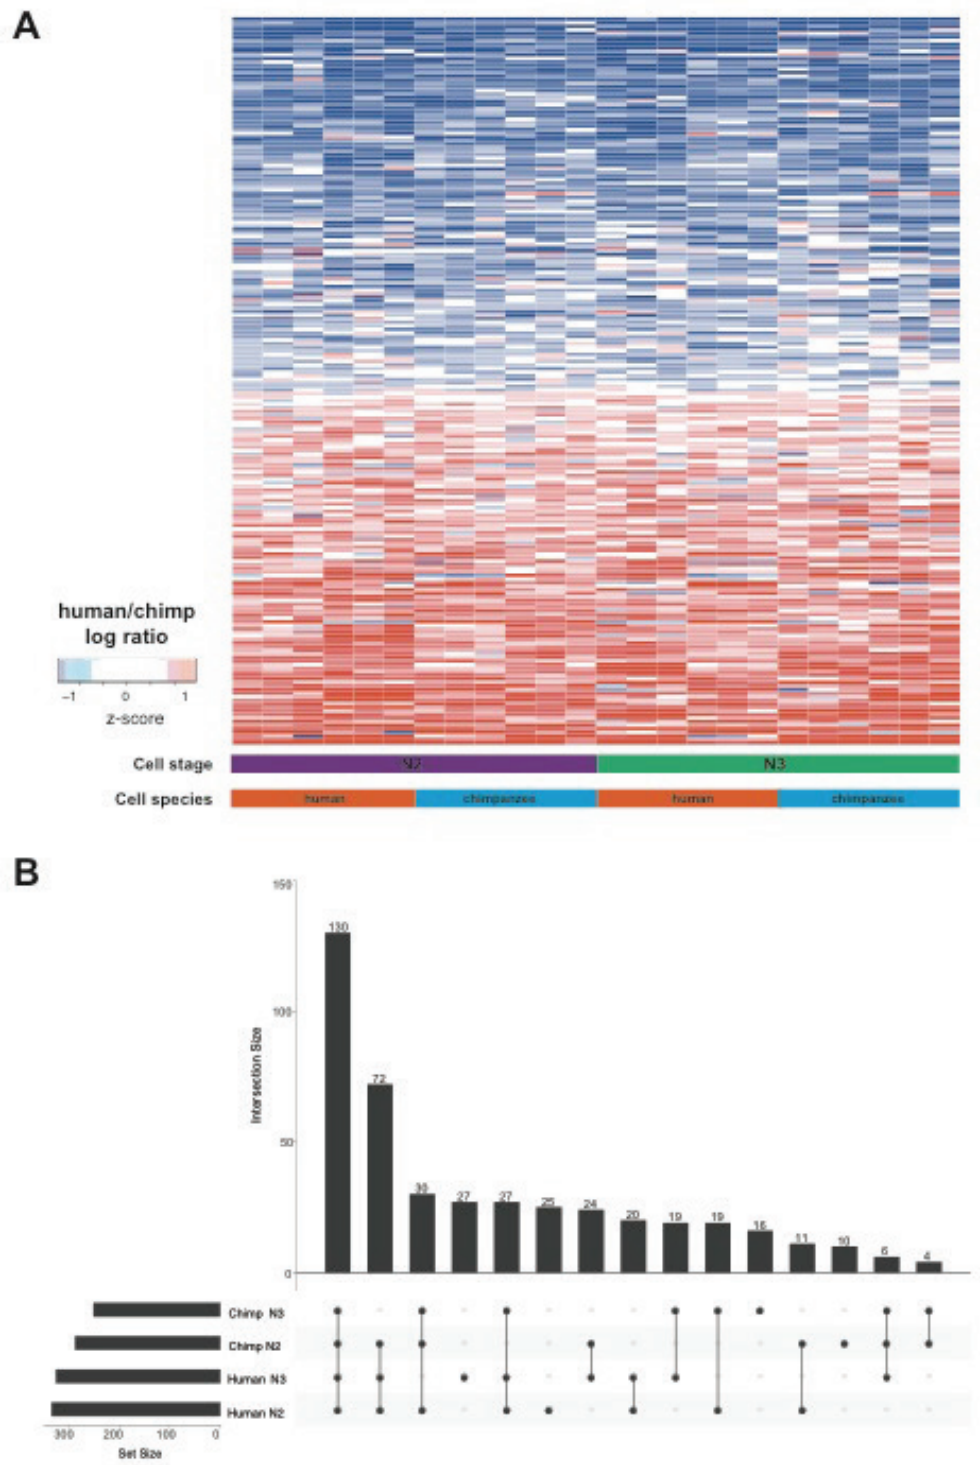 A
human/chimp
log ratio
-1 0 1
z-score
Cell stage N2 N3
Cell species human chimpanzee human chimpanzee
B
150
130
100
Intersection Size
72
50
30 27 27 25 24 20 19 19 16 11 10 6 4
0
Chimp N3
Chimp N2
Human N3
Human N2
300 200 100 0
Set Size